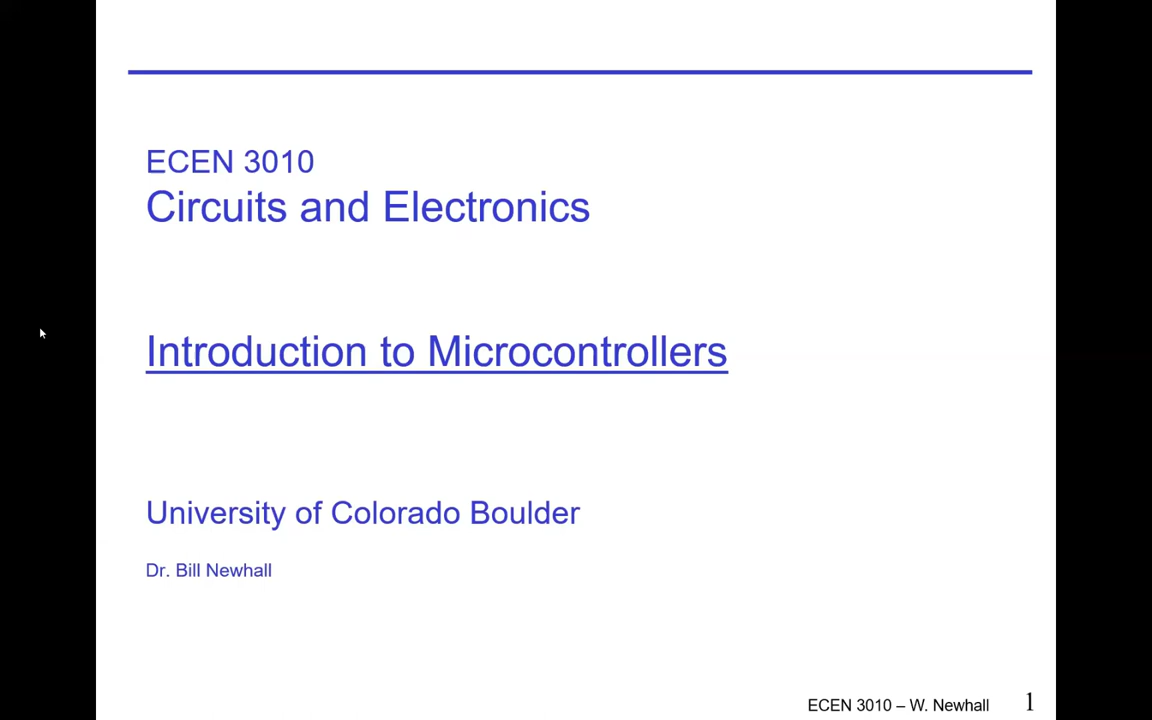 ECEN 3010
Circuits and Electronics
Introduction to Microcontrollers
University of Colorado Boulder
Dr. Bill Newhall
ECEN 3010 – W. Newhall 1